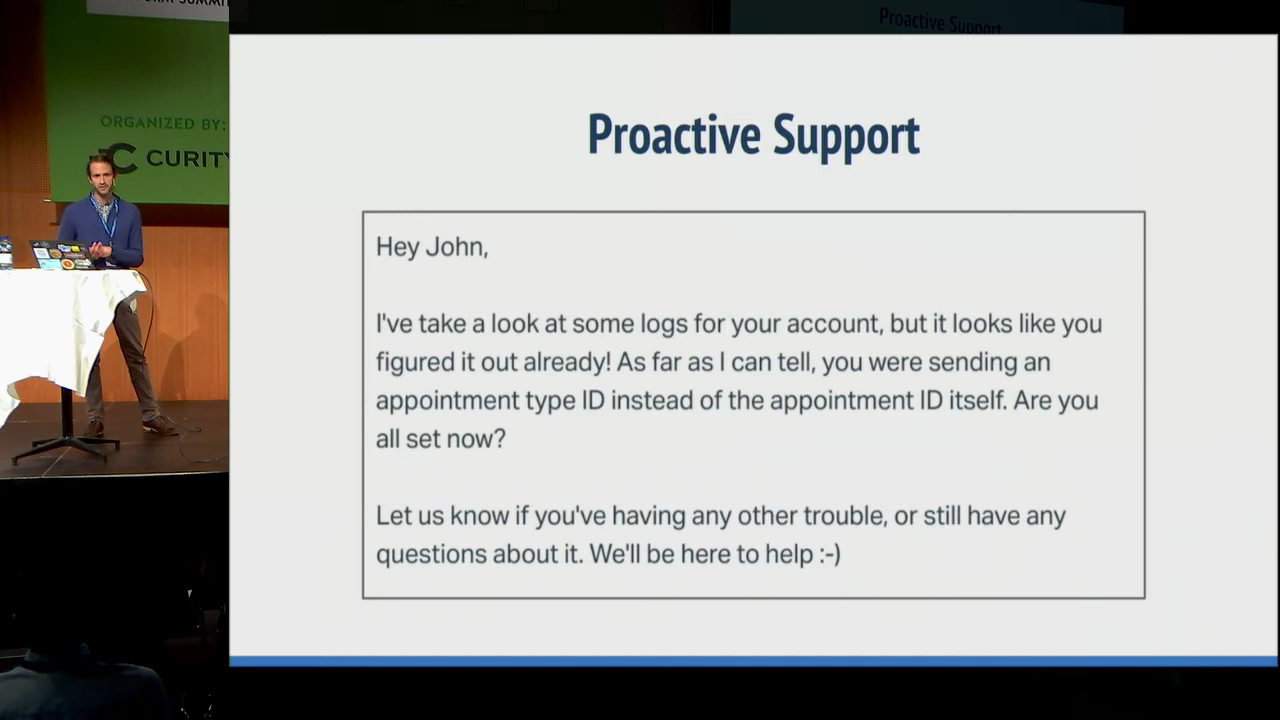 FORM SUMMIT
Proactive Support
ORGANIZED BY:
CURITY
Proactive Support
Hey John,
I've take a look at some logs for your account, but it looks like you
figured it out already! As far as I can tell, you were sending an
appointment type ID instead of the appointment ID itself. Are you
all set now?
Let us know if you've having any other trouble, or still have any
questions about it. We'll be here to help :-)